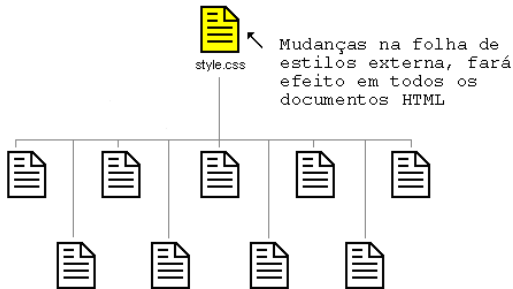 style.css
Mudanças na folha de
estilos externa, fará
efeito em todos os
documentos HTML